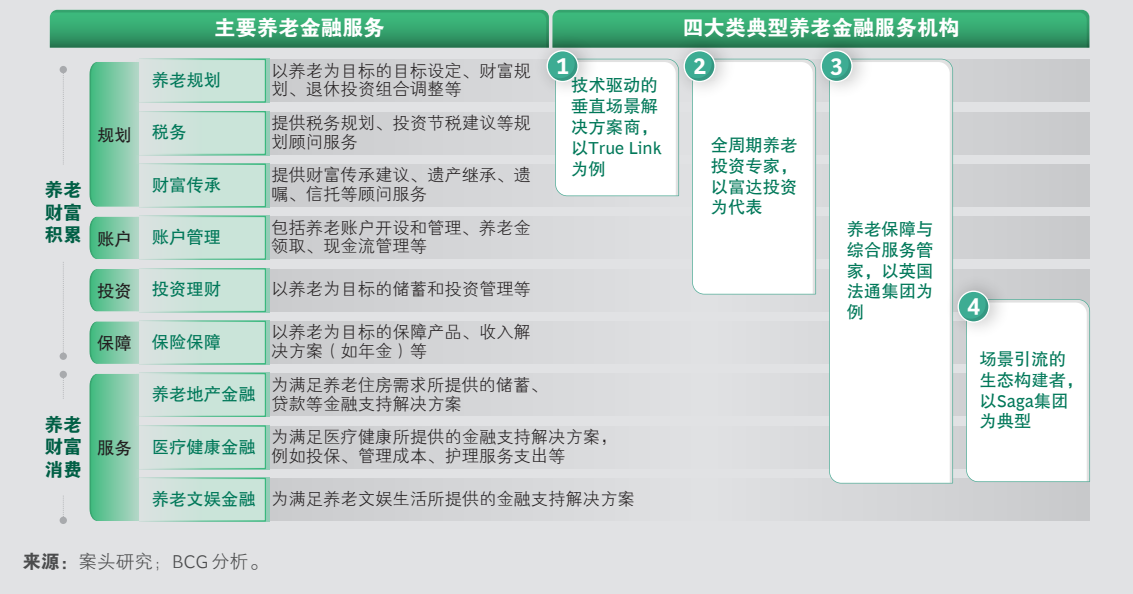 主要养老金融服务
四大类典型养老金融服务机构
养老
财富
积累
规划
养老规划
以养老为目标的目标设定、财富规
划、退休投资组合调整等
税务
提供税务规划、投资节税建议等规
划顾问服务
财富传承
提供财富传承建议、遗产继承、遗
嘱、信托等顾问服务
账户
账户管理
包括养老账户开设和管理、养老金
领取、现金流管理等
投资
投资理财
以养老为目标的储蓄和投资管理等
保障
保险保障
以养老为目标的保障产品、收入解
决方案（如年金）等
养老
财富
消费
服务
养老地产金融
为满足养老住房需求所提供的储蓄、
贷款等金融支持解决方案
医疗健康金融
为满足医疗健康所提供的金融支持解决方案，
例如投保、管理成本、护理服务支出等
养老文娱金融
为满足养老文娱生活所提供的金融支持解决方案
1
技术驱动的
垂直场景解
决方案商，
以True Link
为例
2
全周期养老
投资专家，
以富达投资
为代表
3
养老保障与
综合服务管
家，以英国
法通集团为
例
4
场景引流的
生态构建者，
以Saga集团
为典型
来源：案头研究；BCG分析。